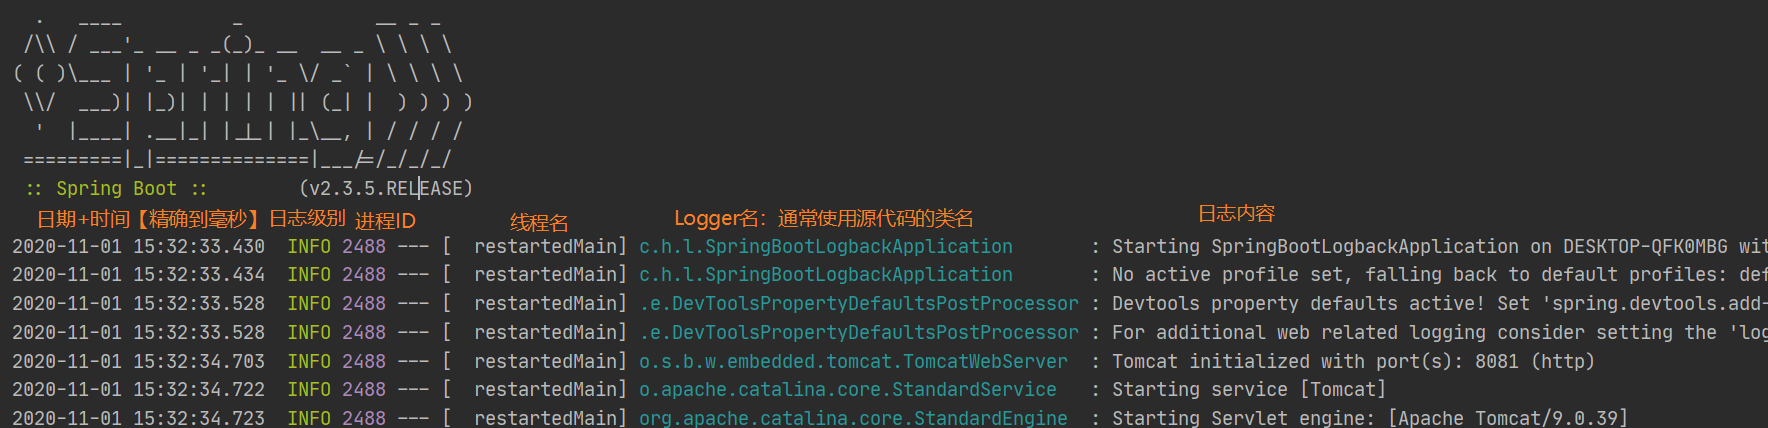 .   ____          _            __ _ _
 /\\ / ___'_ __ _ _(_)_ __  __ _ \ \ \ \
( ( )\___ | '_ | '_| | '_ \/ _` | \ \ \ \
 \\/  ___)| |_)| | | | | || (_| |  ) ) ) )
  '  |____| .__|_| |_|_| |_\__, | / / / /
 =========|_|==============|___/=/_/_/_/
 :: Spring Boot ::        (v2.3.5.RELEASE)
日期+时间【精确到毫秒】 日志级别 进程ID 线程名 Logger名：通常使用源代码的类名 日志内容
2020-11-01 15:32:33.430  INFO 2488 --- [  restartedMain] c.h.l.SpringBootLogbackApplication       : Starting SpringBootLogbackApplication on DESKTOP-QFK0MBG wit
2020-11-01 15:32:33.434  INFO 2488 --- [  restartedMain] c.h.l.SpringBootLogbackApplication       : No active profile set, falling back to default profiles: def
2020-11-01 15:32:33.528  INFO 2488 --- [  restartedMain] .e.DevToolsPropertyDefaultsPostProcessor : Devtools property defaults active! Set 'spring.devtools.add-
2020-11-01 15:32:33.528  INFO 2488 --- [  restartedMain] .e.DevToolsPropertyDefaultsPostProcessor : For additional web related logging consider setting the 'log
2020-11-01 15:32:34.703  INFO 2488 --- [  restartedMain] o.s.b.w.embedded.tomcat.TomcatWebServer  : Tomcat initialized with port(s): 8081 (http)
2020-11-01 15:32:34.722  INFO 2488 --- [  restartedMain] o.apache.catalina.core.StandardService   : Starting service [Tomcat]
2020-11-01 15:32:34.723  INFO 2488 --- [  restartedMain] org.apache.catalina.core.StandardEngine  : Starting Servlet engine: [Apache Tomcat/9.0.39]